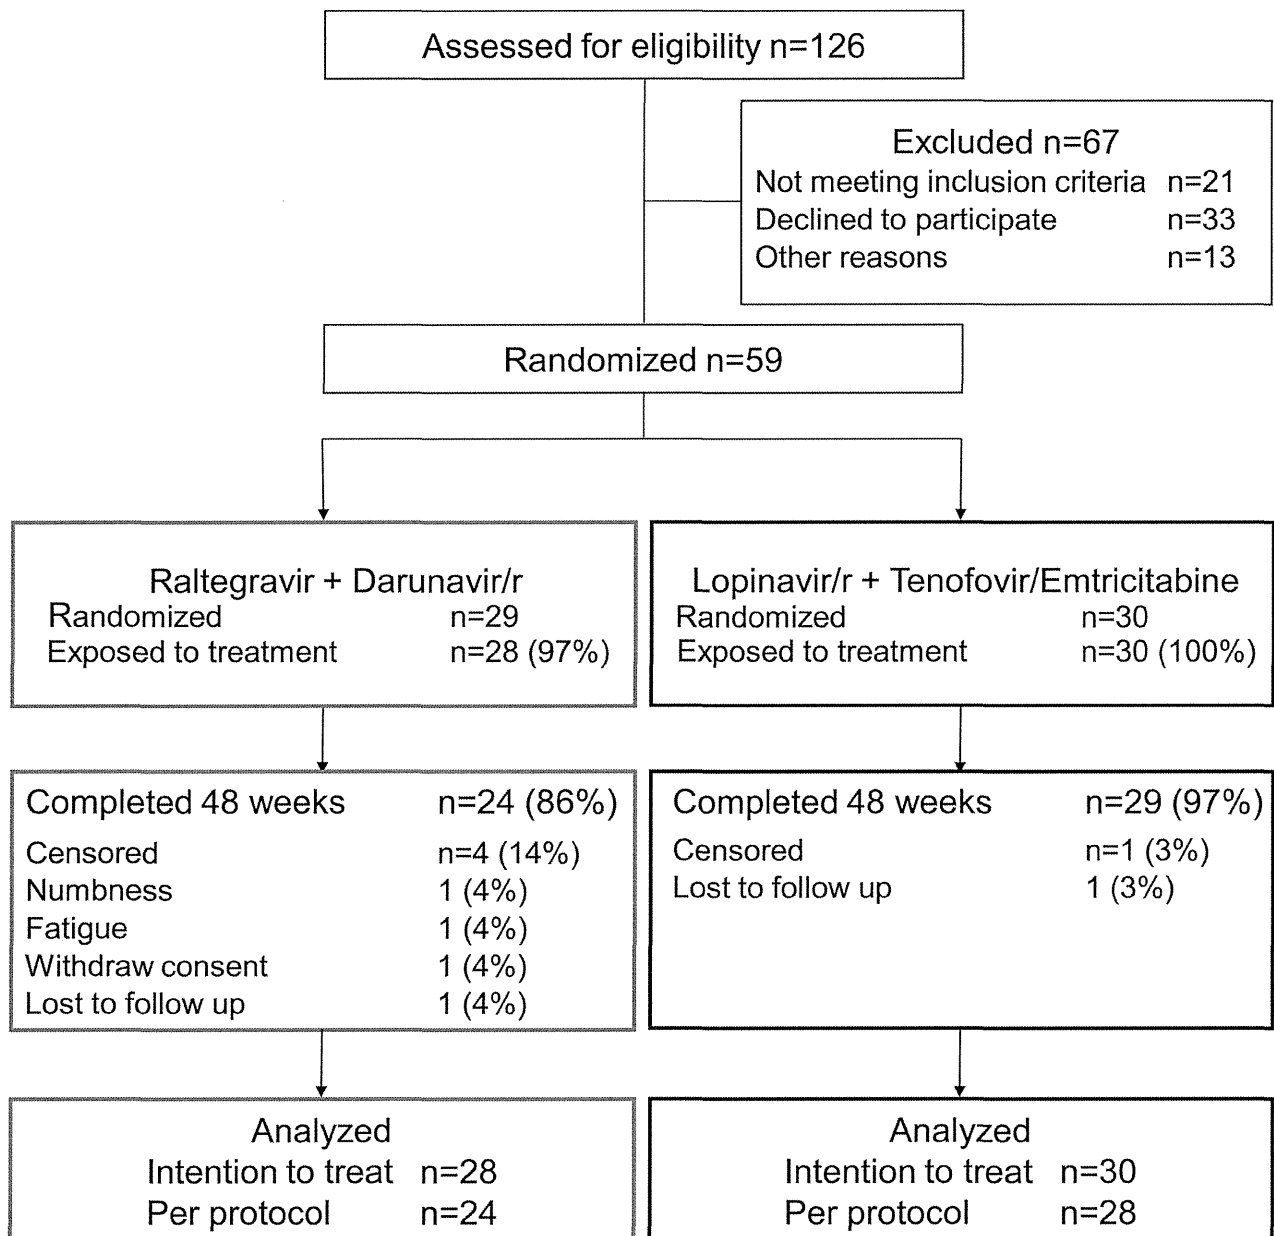 Assessed for eligibility n=126
Excluded n=67
Not meeting inclusion criteria n=21
Declined to participate n=33
Other reasons n=13
Randomized n=59
Raltegravir + Darunavir/r
Randomized n=29
Exposed to treatment n=28 (97%)
Lopinavir/r + Tenofovir/Emtricitabine
Randomized n=30
Exposed to treatment n=30 (100%)
Completed 48 weeks n=24 (86%)
Censored n=4 (14%)
Numbness 1 (4%)
Fatigue 1 (4%)
Withdraw consent 1 (4%)
Lost to follow up 1 (4%)
Completed 48 weeks n=29 (97%)
Censored n=1 (3%)
Lost to follow up 1 (3%)
Analyzed
Intention to treat n=28
Per protocol n=24
Analyzed
Intention to treat n=30
Per protocol n=28